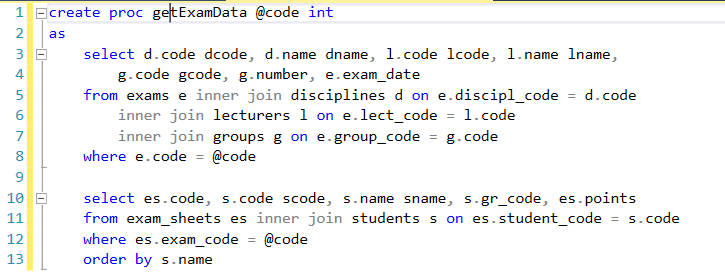 1 create proc getExamData @code int
2 as
3 select d.code dcode, d.name dname, l.code lcode, l.name lname,
4 g.code gcode, g.number, e.exam_date
5 from exams e inner join disciplines d on e.discipl_code = d.code
6 inner join lecturers l on e.lect_code = l.code
7 inner join groups g on e.group_code = g.code
8 where e.code = @code
9
10 select es.code, s.code scode, s.name sname, s.gr_code, es.points
11 from exam_sheets es inner join students s on es.student_code = s.code
12 where es.exam_code = @code
13 order by s.name